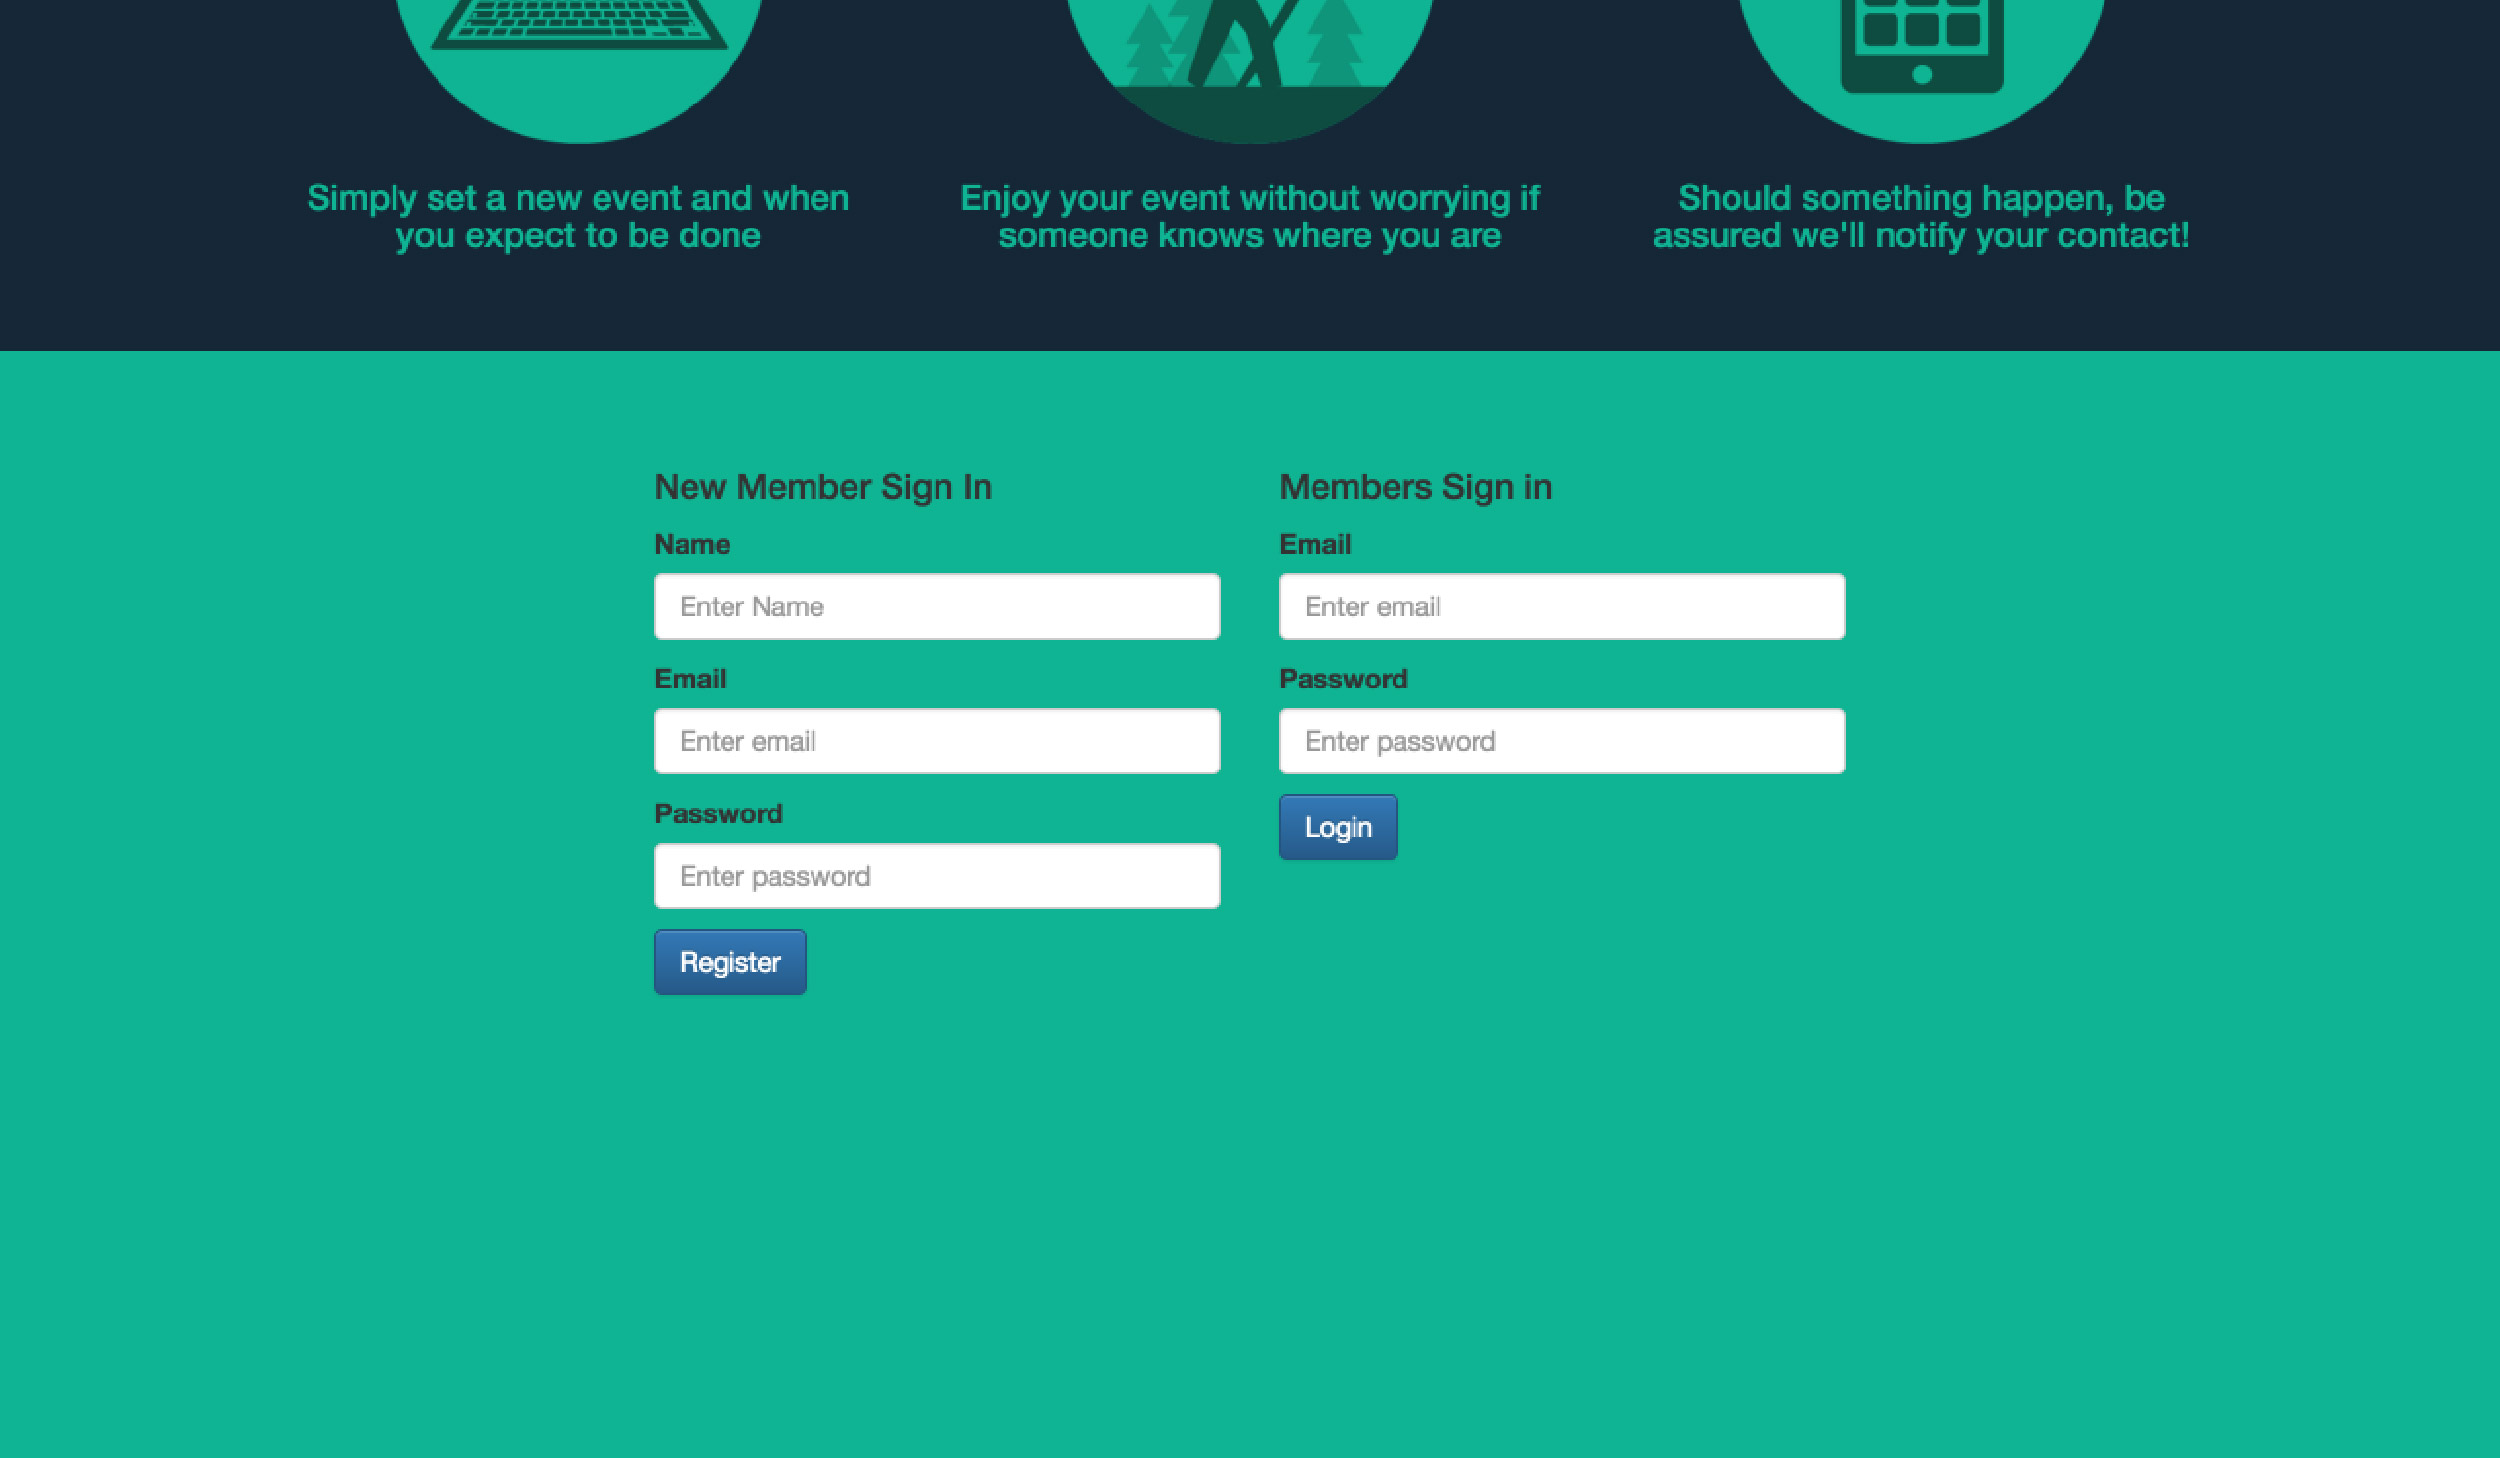 Simply set a new event and when
you expect to be done
Enjoy your event without worrying if
someone knows where you are
Should something happen, be
assured we'll notify your contact!
New Member Sign In
Name
Enter Name
Email
Enter email
Password
Enter password
Register
Members Sign in
Email
Enter email
Password
Enter password
Login